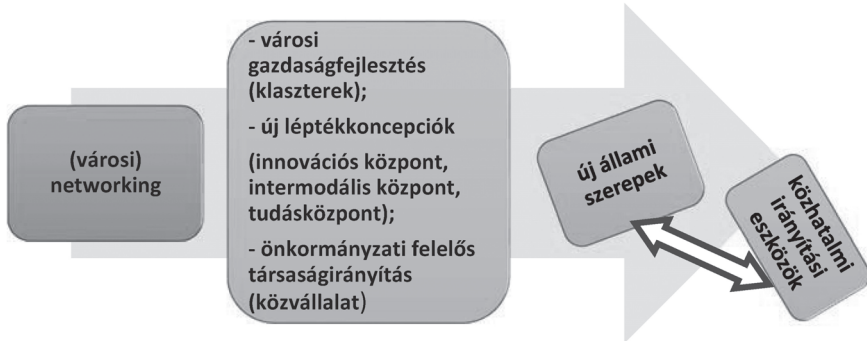 (városi)
networking
- városi
gazdaságfejlesztés
(klaszterek);
- új léptékkoncepciók
(innovációs központ,
intermodális központ,
tudásközpont);
- önkormányzati felelős
társaságirányítás
(közvállalat)
új állami
szerepek
közhatalmi
irányítási
eszközök